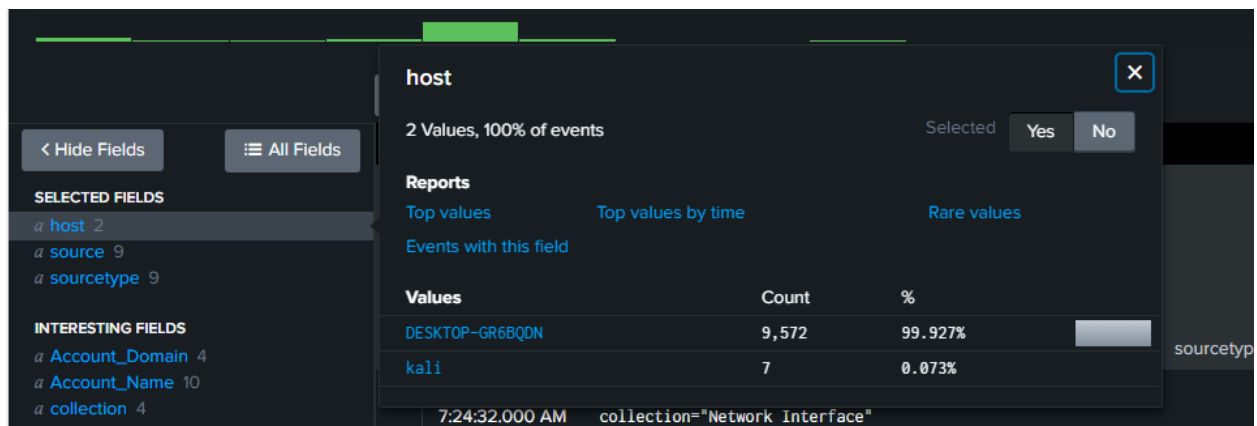 host
2 Values, 100% of events
Selected Yes No
Reports
Top values Top values by time Rare values
Events with this field
Values Count %
DESKTOP-GR6BQDN 9,572 99.927%
kali 7 0.073%
Hide Fields All Fields
SELECTED FIELDS
a host 2
a source 9
a sourcetype 9
INTERESTING FIELDS
a Account_Domain 4
a Account_Name 10
a collection 4
sourcetyp
7:24:32.000 AM collection="Network Interface"